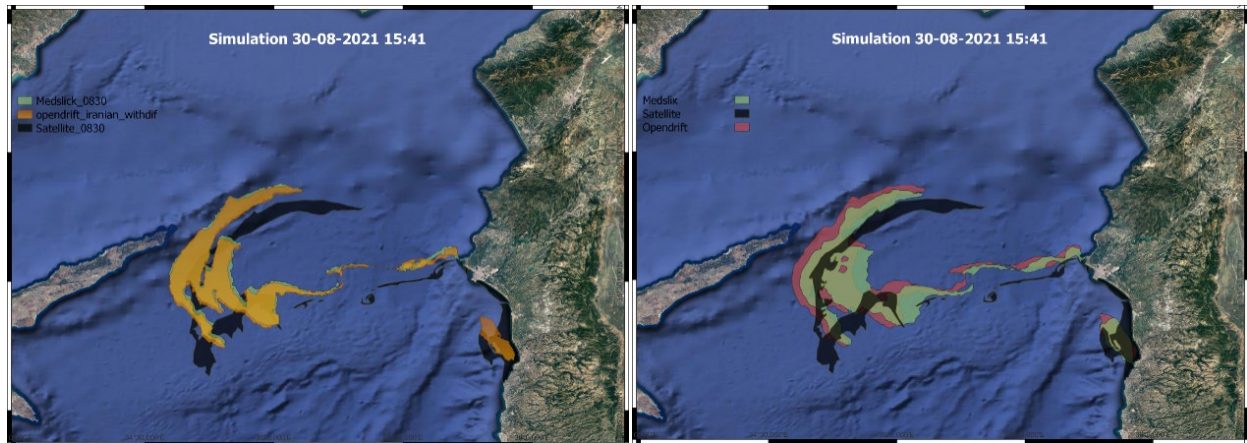 Simulation 30-08-2021 15:41
Medslick_0830
opendrift_iranian_withdif
Satellite_0830
Simulation 30-08-2021 15:41
Medslik
Satellite
Opendrift